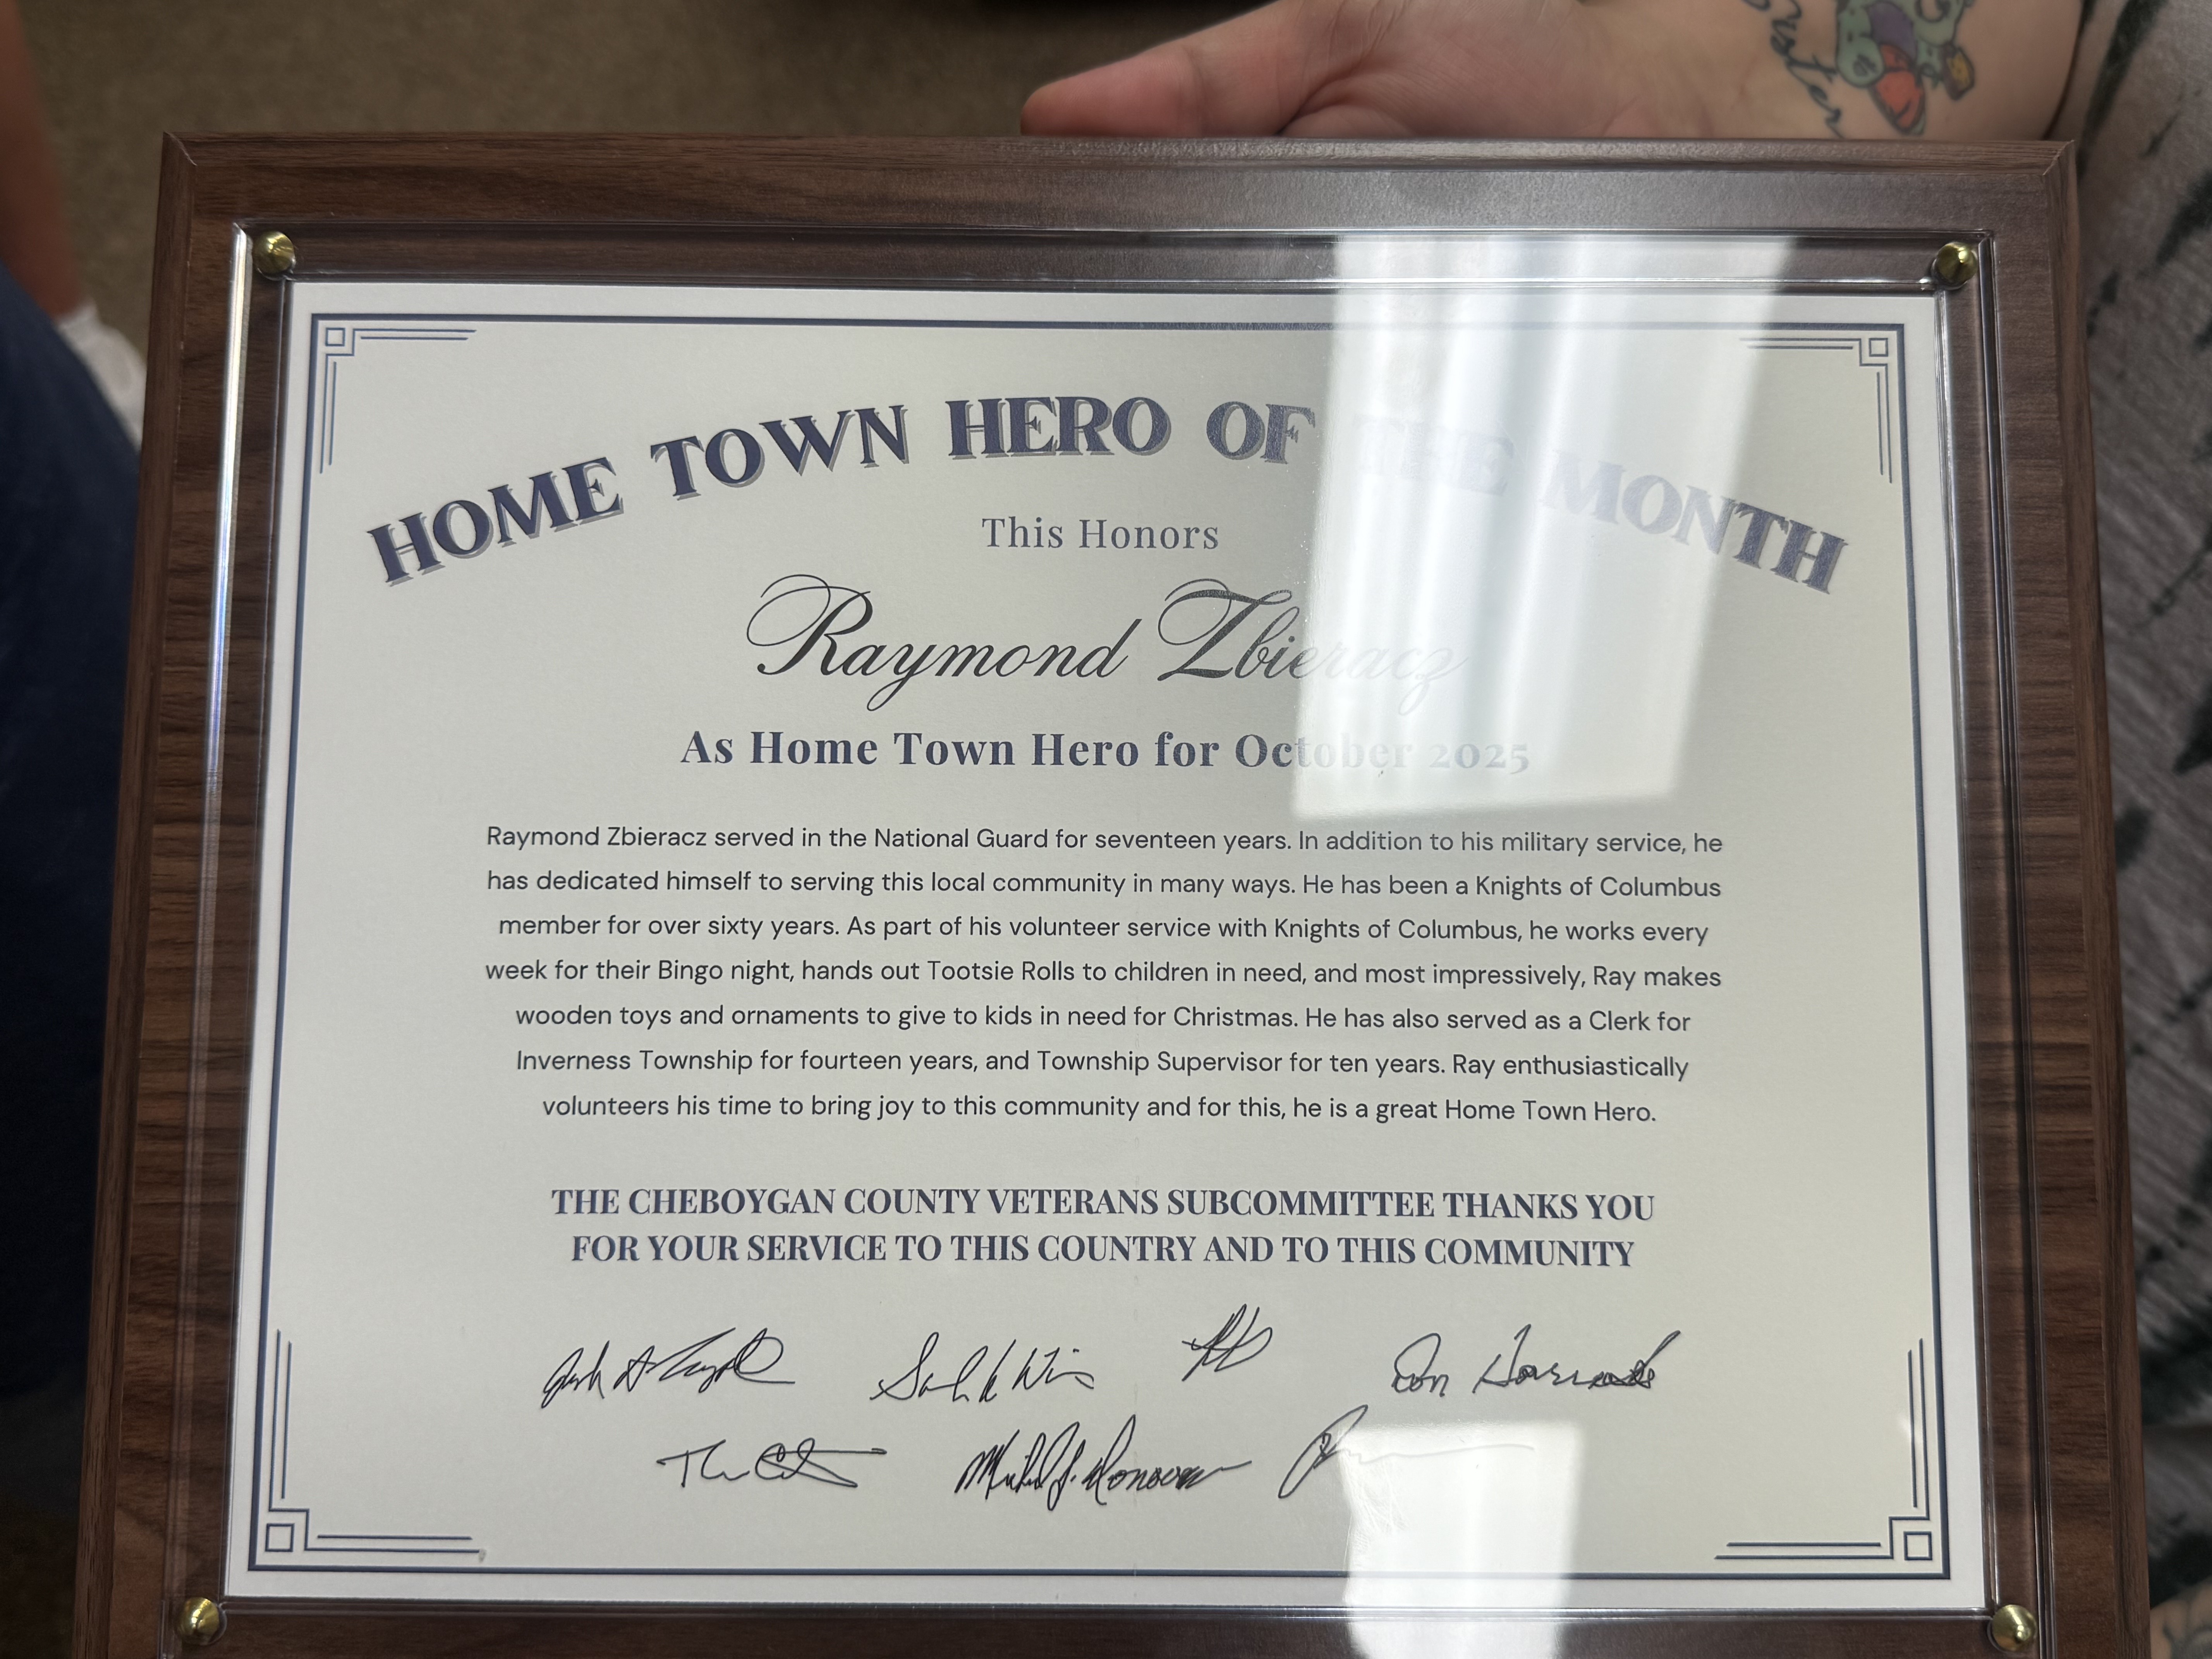 HOME TOWN HERO OF THE MONTH
This Honors
Raymond Zbieracz
As Home Town Hero for October 2025
Raymond Zbieracz served in the National Guard for seventeen years. In addition to his military service, he
has dedicated himself to serving this local community in many ways. He has been a Knights of Columbus
member for over sixty years. As part of his volunteer service with Knights of Columbus, he works every
week for their Bingo night, hands out Tootsie Rolls to children in need, and most impressively, Ray makes
wooden toys and ornaments to give to kids in need for Christmas. He has also served as a Clerk for
Inverness Township for fourteen years, and Township Supervisor for ten years. Ray enthusiastically
volunteers his time to bring joy to this community and for this, he is a great Home Town Hero.
THE CHEBOYGAN COUNTY VETERANS SUBCOMMITTEE THANKS YOU
FOR YOUR SERVICE TO THIS COUNTRY AND TO THIS COMMUNITY
Michael J. Donovan